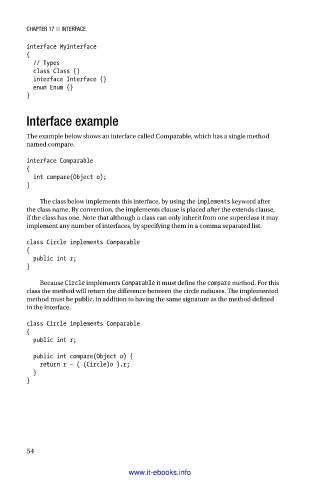 CHAPTER 17 ■ INTERFACE
interface MyInterface
{
// Types
class Class {}
interface Interface {}
enum Enum {}
}
Interface example
The example below shows an interface called Comparable, which has a single method
named compare.
interface Comparable
{
int compare(Object o);
}
The class below implements this interface, by using the implements keyword after
the class name. By convention, the implements clause is placed after the extends clause,
if the class has one. Note that although a class can only inherit from one superclass it may
implement any number of interfaces, by specifying them in a comma separated list.
class Circle implements Comparable
{
public int r;
}
Because Circle implements Comparable it must define the compare method. For this
class the method will return the difference between the circle radiuses. The implemented
method must be public, in addition to having the same signature as the method defined
in the interface.
class Circle implements Comparable
{
public int r;
public int compare(Object o) {
return r - ( (Circle)o ).r;
}
}
54
www.it-ebooks.info